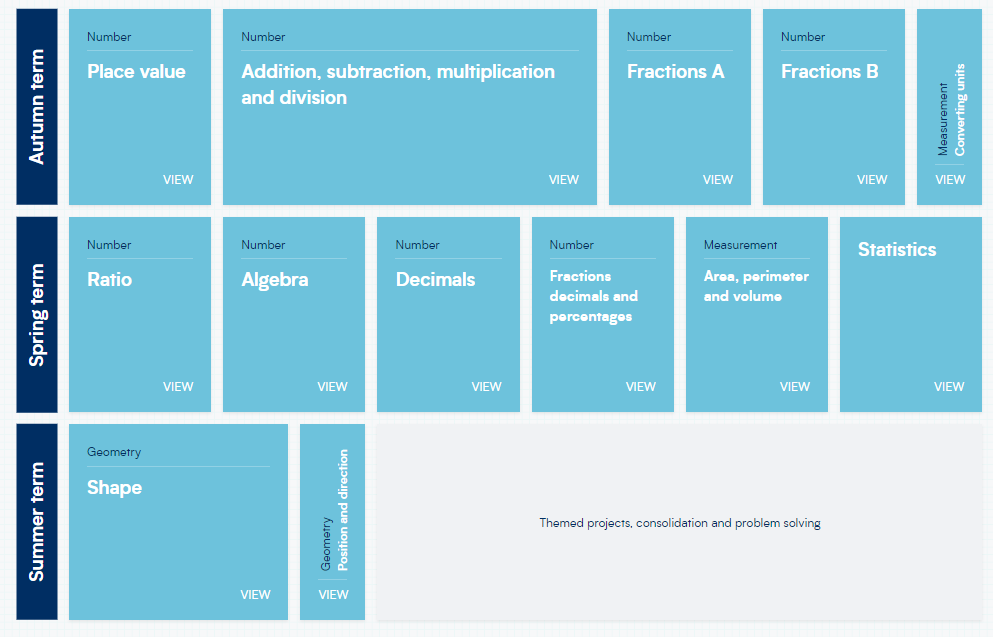 Autumn term
Number
Place value
VIEW
Number
Addition, subtraction, multiplication
and division
VIEW
Number
Fractions A
VIEW
Number
Fractions B
VIEW
Measurement
Converting units
VIEW
Spring term
Number
Ratio
VIEW
Number
Algebra
VIEW
Number
Decimals
VIEW
Number
Fractions
decimals and
percentages
VIEW
Measurement
Area, perimeter
and volume
VIEW
Statistics
VIEW
Summer term
Geometry
Shape
VIEW
Geometry
Position and direction
VIEW
Themed projects, consolidation and problem solving